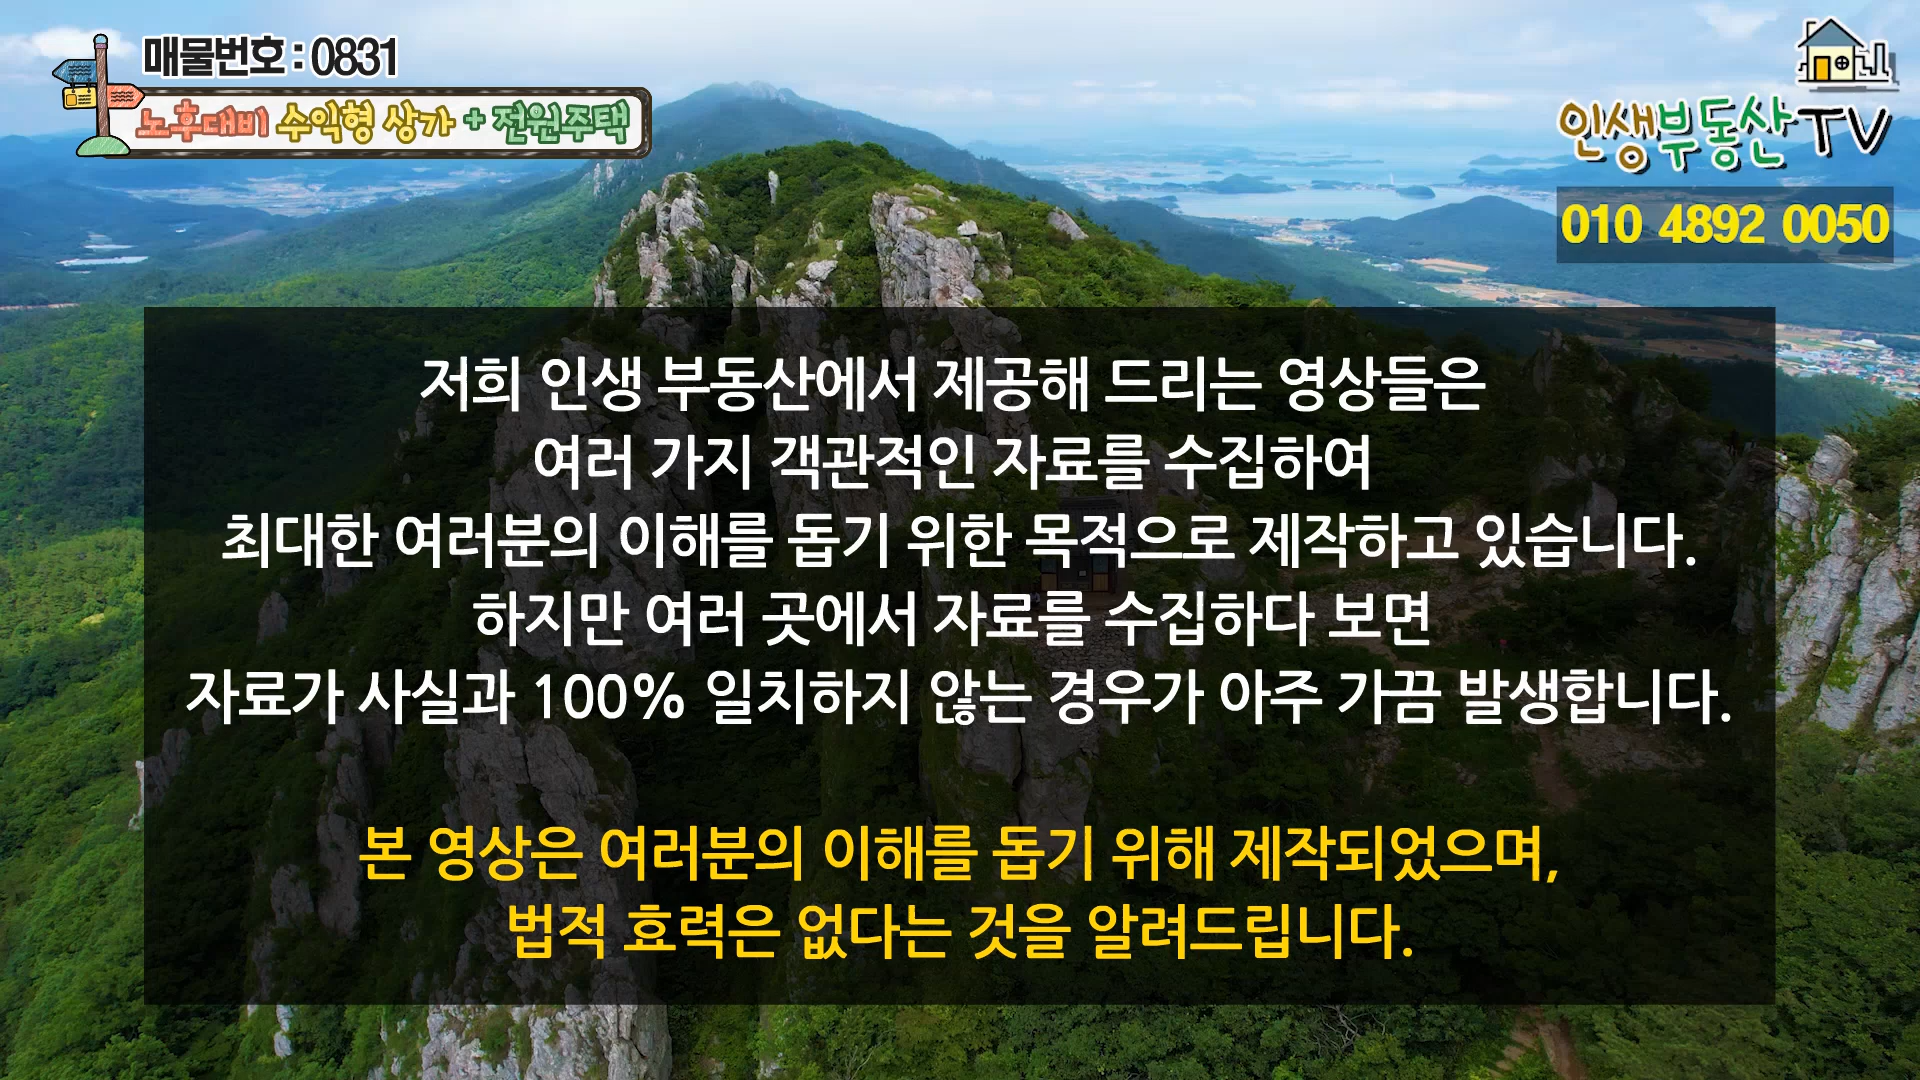 매물번호 : 0831
노후대비 수익형 상가 + 전원주택
인생부동산TV
010 4892 0050
저희 인생 부동산에서 제공해 드리는 영상들은
여러 가지 객관적인 자료를 수집하여
최대한 여러분의 이해를 돕기 위한 목적으로 제작하고 있습니다.
하지만 여러 곳에서 자료를 수집하다 보면
자료가 사실과 100% 일치하지 않는 경우가 아주 가끔 발생합니다.
본 영상은 여러분의 이해를 돕기 위해 제작되었으며,
법적 효력은 없다는 것을 알려드립니다.